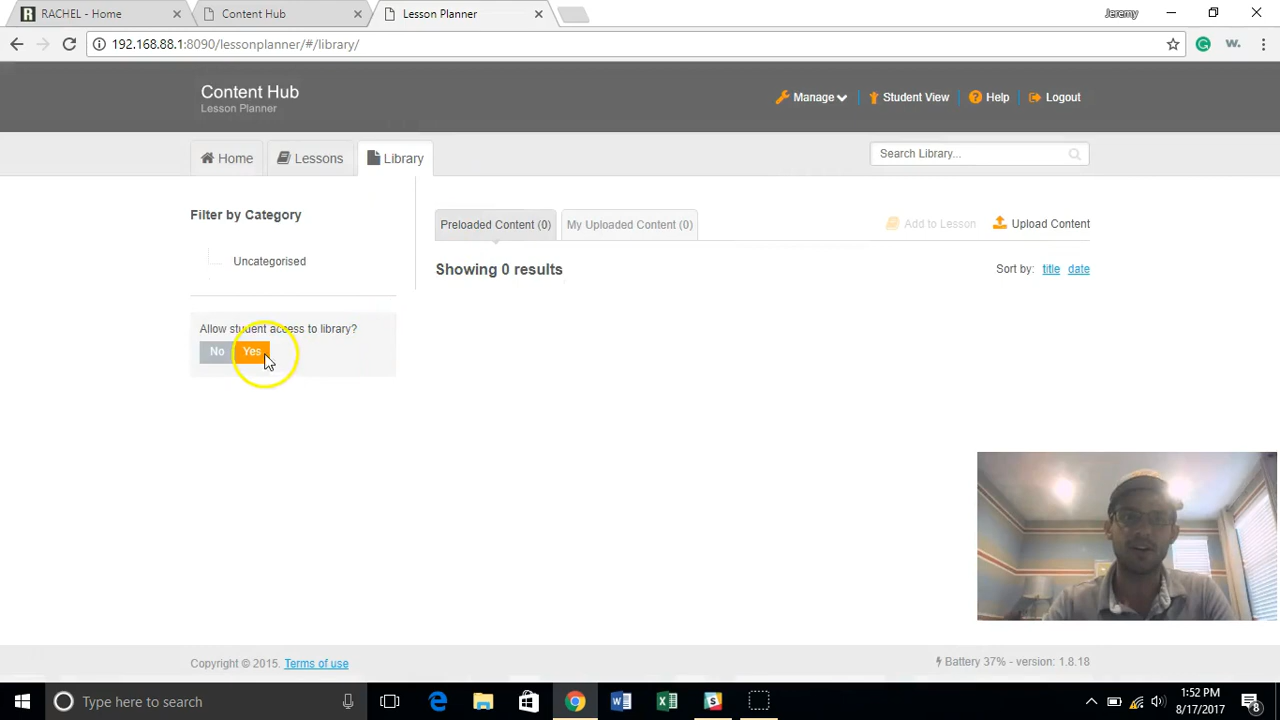 RACHEL - Home
Content Hub
Lesson Planner
Jeremy
192.168.88.1:8090/lessonplanner/#/library/
w.
Content Hub
Lesson Planner
Manage
Student View
Help
Logout
Home
Lessons
Library
Search Library...
Filter by Category
Uncategorised
Allow student access to library?
No
Yes
Preloaded Content (0)
My Uploaded Content (0)
Add to Lesson
Upload Content
Showing 0 results
Sort by: title date
Copyright © 2015. Terms of use
Battery 37% - version: 1.8.18
Type here to search
1:52 PM
8/17/2017
8